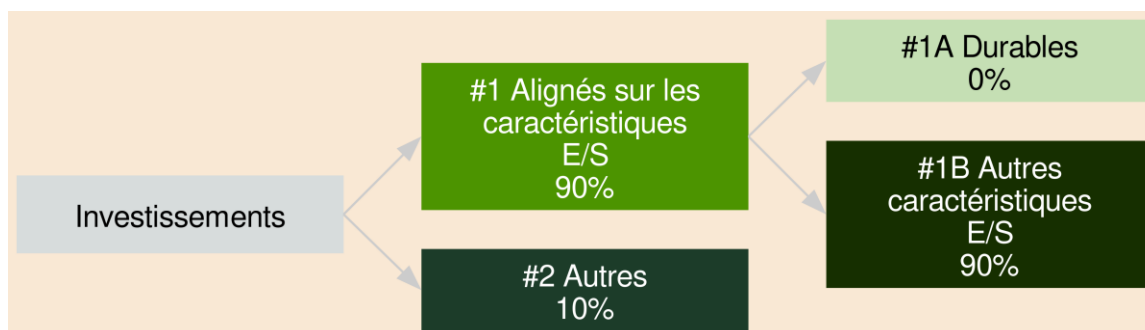 Investissements
#1 Alignés sur les
caractéristiques
E/S
90%
#2 Autres
10%
#1A Durables
0%
#1B Autres
caractéristiques
E/S
90%